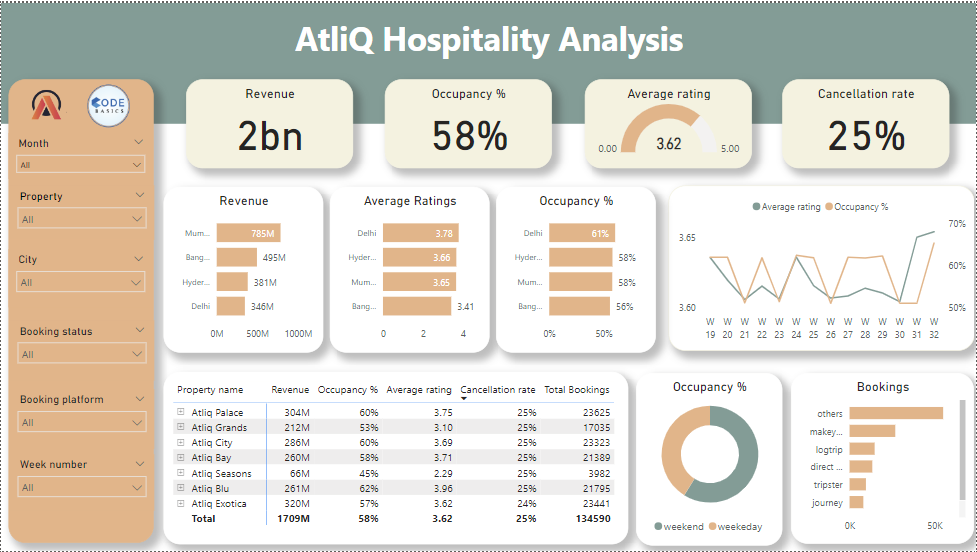 AtliQ Hospitality Analysis
CODE
BASICS
Month
All
Property
All
City
All
Booking status
All
Booking platform
All
Week number
All
Revenue
2bn
Occupancy %
58%
Average rating
0.00 3.62 5.00
Cancellation rate
25%
Revenue
Mum... 785M
Bang... 495M
Hyder... 381M
Delhi 346M
0M 500M 1000M
Average Ratings
Delhi 3.78
Hyder... 3.66
Mum... 3.65
Bang... 3.41
0 2 4
Occupancy %
Delhi 61%
Hyder... 58%
Mum... 58%
Bang... 56%
0% 50%
Average rating Occupancy %
3.65
3.60
70%
60%
50%
W W W W W W W W W W W W W W
19 20 21 22 23 24 25 26 27 28 29 30 31 32
Property name Revenue Occupancy % Average rating Cancellation rate Total Bookings
Atliq Palace 304M 60% 3.75 25% 23625
Atliq Grands 212M 53% 3.10 25% 17035
Atliq City 286M 60% 3.69 25% 23323
Atliq Bay 260M 58% 3.71 25% 21389
Atliq Seasons 66M 45% 2.29 25% 3982
Atliq Blu 261M 62% 3.96 25% 21795
Atliq Exotica 320M 57% 3.62 24% 23441
Total 1709M 58% 3.62 25% 134590
Occupancy %
weekend weekeday
Bookings
others
makey...
logtrip
direct ...
tripster
journey
0K 50K